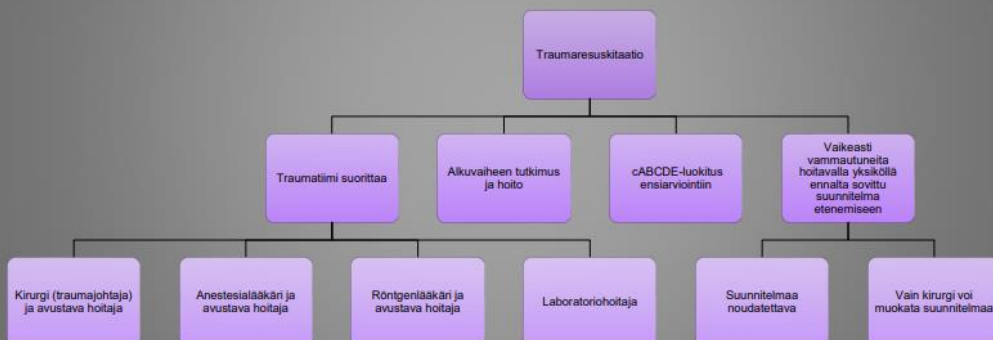 Traumaresuskitaatio
Traumatiimi suorittaa
Alkuvaiheen tutkimus
ja hoito
cABCDE-luokitus
ensiarviointiin
Vaikeasti
vammautuneita
hoitavalla yksiköllä
ennalta sovittu
suunnitelma
etenemiseen
Kirurgi (traumajohtaja)
ja avustava hoitaja
Anestesialääkäri ja
avustava hoitaja
Röntgenlääkäri ja
avustava hoitaja
Laboratoriohoitaja
Suunnitelmaa
noudatettava
Vain kirurgi voi
muokata suunnitelmaa